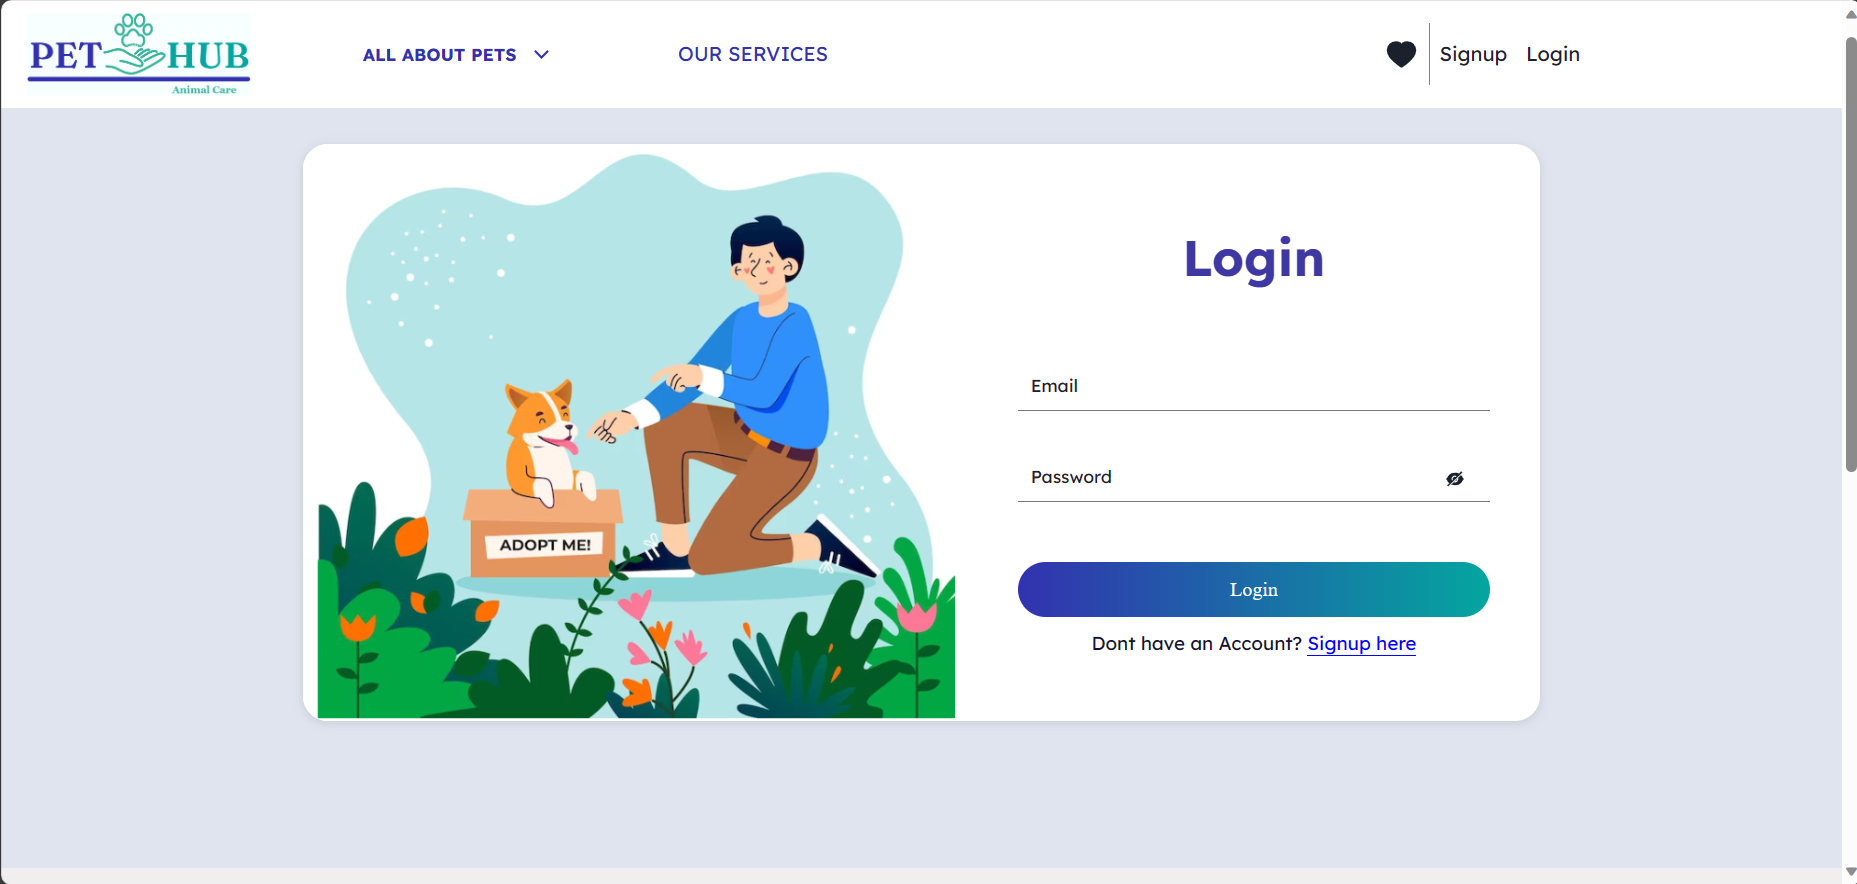 PET HUB
Animal Care
ALL ABOUT PETS
OUR SERVICES
Signup Login
Login
Email
Password
ADOPT ME!
Login
Dont have an Account? Signup here